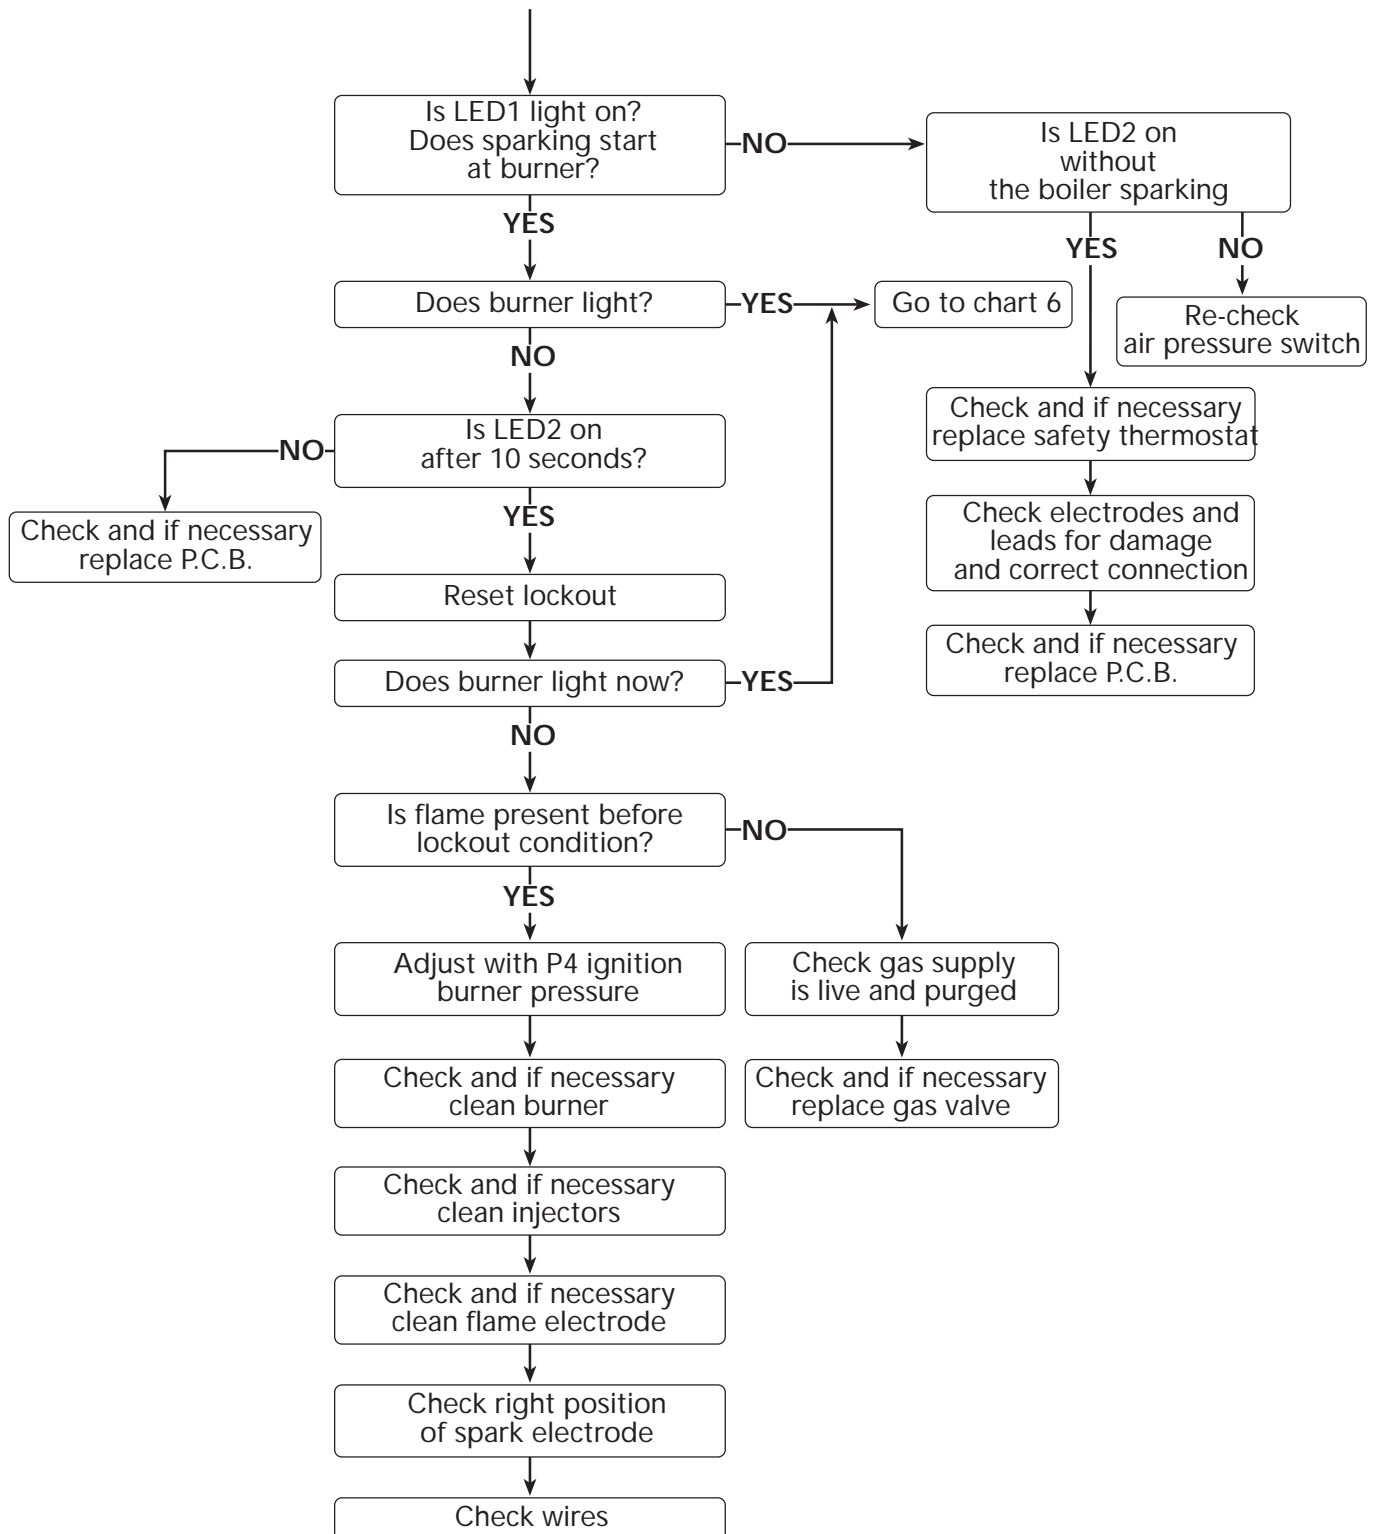 Is LED1 light on?
Does sparking start
at burner?
NO
Is LED2 on
without
the boiler sparking
YES
YES
NO
Does burner light?
YES
Go to chart 6
Re-check
air pressure switch
NO
Check and if necessary
replace safety thermostat
Is LED2 on
after 10 seconds?
NO
Check and if necessary
replace P.C.B.
YES
Check electrodes and
leads for damage
and correct connection
Reset lockout
Check and if necessary
replace P.C.B.
Does burner light now?
YES
NO
Is flame present before
lockout condition?
NO
YES
Adjust with P4 ignition
burner pressure
Check gas supply
is live and purged
Check and if necessary
clean burner
Check and if necessary
replace gas valve
Check and if necessary
clean injectors
Check and if necessary
clean flame electrode
Check right position
of spark electrode
Check wires